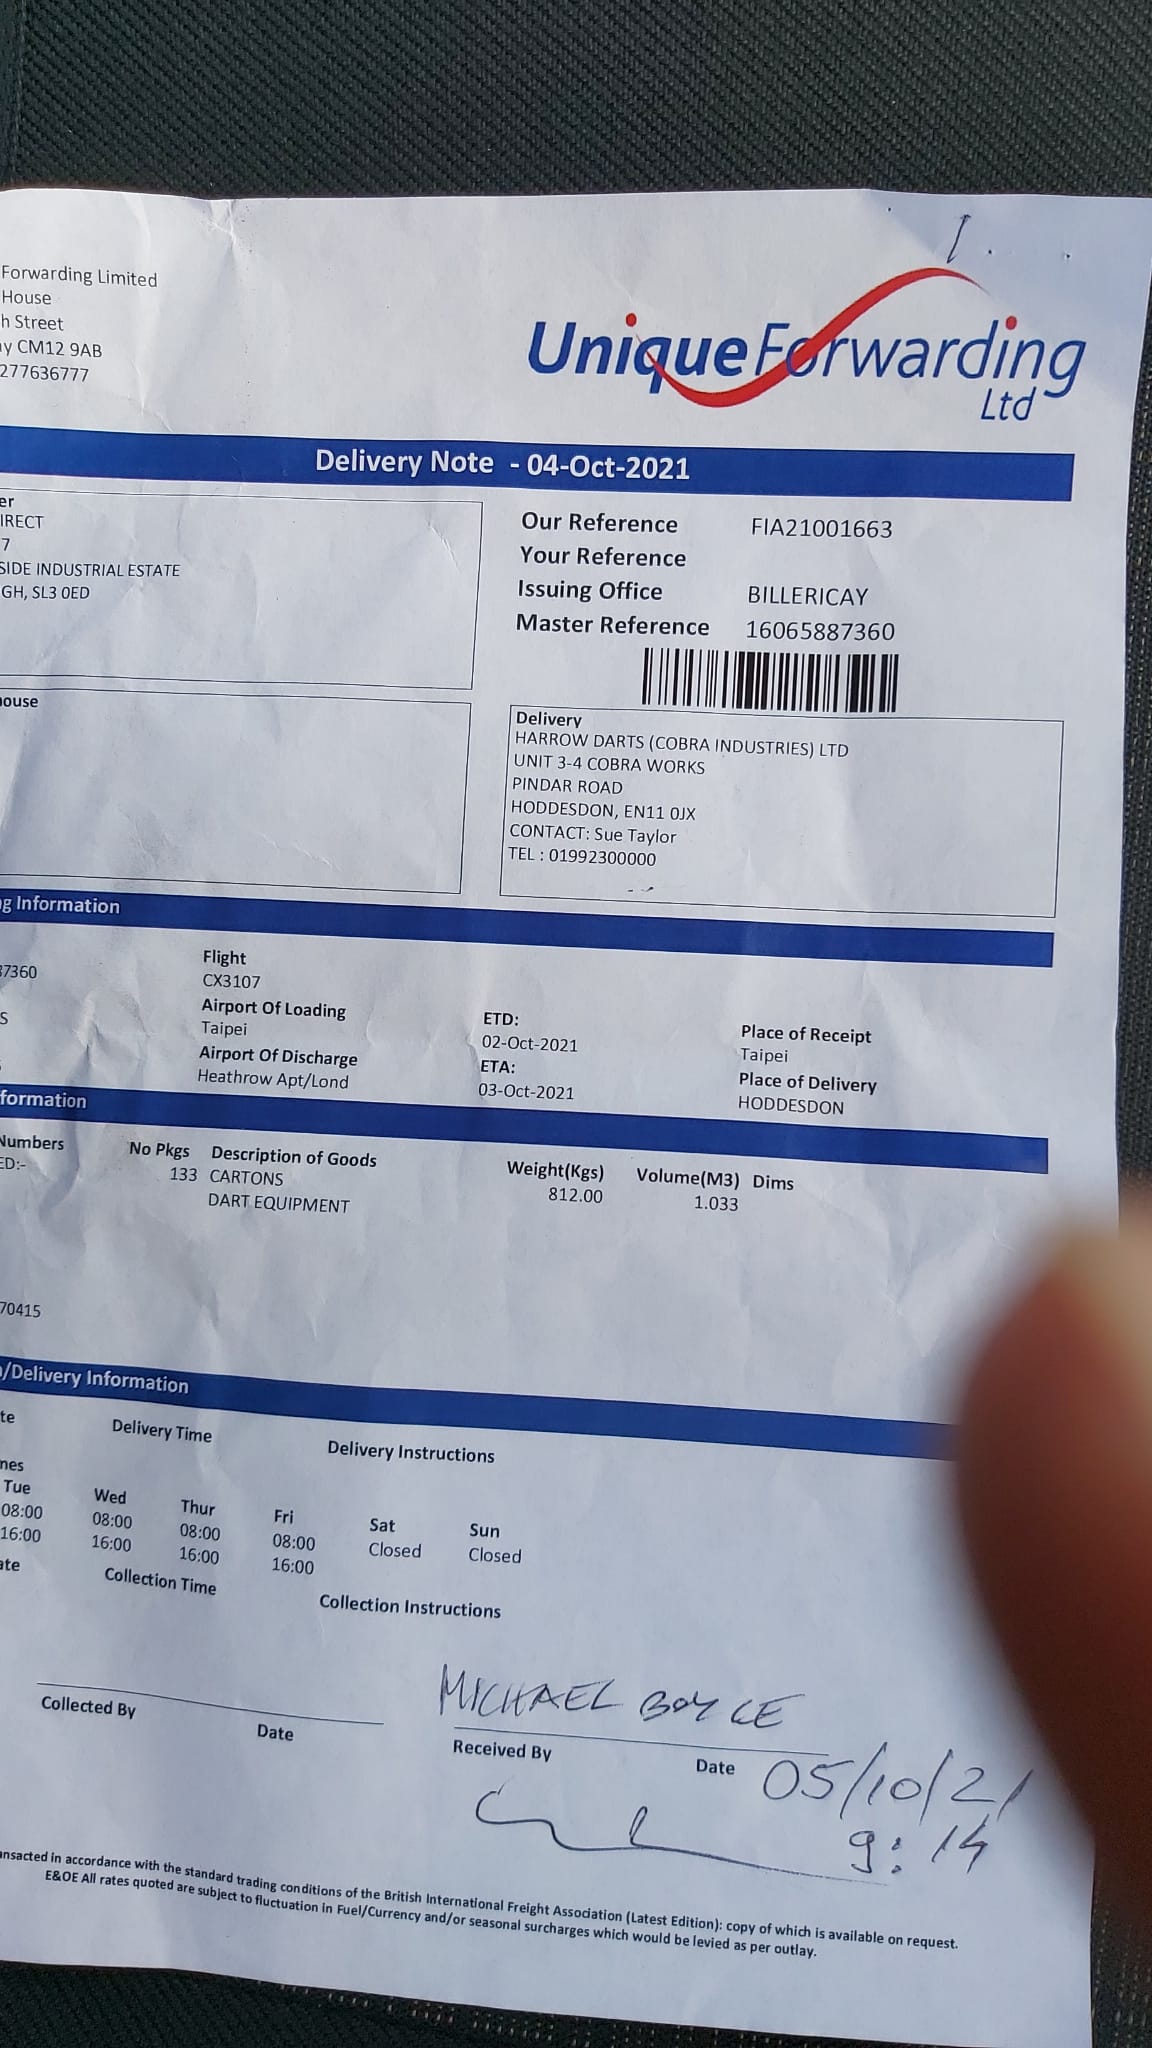 Forwarding Limited
House
h Street
ay CM12 9AB
277636777
UniqueForwarding
Ltd
Delivery Note - 04-Oct-2021
er
IRECT
7
SIDE INDUSTRIAL ESTATE
GH, SL3 0ED
Our Reference FIA21001663
Your Reference
Issuing Office BILLERICAY
Master Reference 16065887360
ouse
Delivery
HARROW DARTS (COBRA INDUSTRIES) LTD
UNIT 3-4 COBRA WORKS
PINDAR ROAD
HODDESDON, EN11 0JX
CONTACT: Sue Taylor
TEL : 01992300000
g Information
87360
S
Flight
CX3107
Airport Of Loading
Taipei
Airport Of Discharge
Heathrow Apt/Lond
ETD:
02-Oct-2021
ETA:
03-Oct-2021
Place of Receipt
Taipei
Place of Delivery
HODDESDON
formation
Numbers No Pkgs Description of Goods Weight(Kgs) Volume(M3) Dims
ED:- 133 CARTONS 812.00 1.033
DART EQUIPMENT
70415
/Delivery Information
te Delivery Time Delivery Instructions
mes
Tue Wed Thur Fri Sat Sun
08:00 08:00 08:00 08:00 Closed Closed
16:00 16:00 16:00 16:00
ate Collection Time Collection Instructions
MICHAEL BOYCE
Collected By Date Received By Date 05/10/21
9:14
ansacted in accordance with the standard trading conditions of the British International Freight Association (Latest Edition): copy of which is available on request.
E&OE All rates quoted are subject to fluctuation in Fuel/Currency and/or seasonal surcharges which would be levied as per outlay.